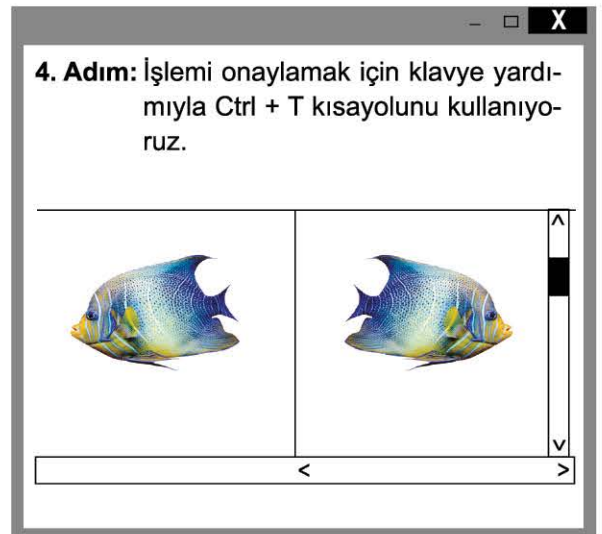 X
4. Adım: İşlemi onaylamak için klavye yardı-
mıyla Ctrl + T kısayolunu kullanıyo-
ruz.